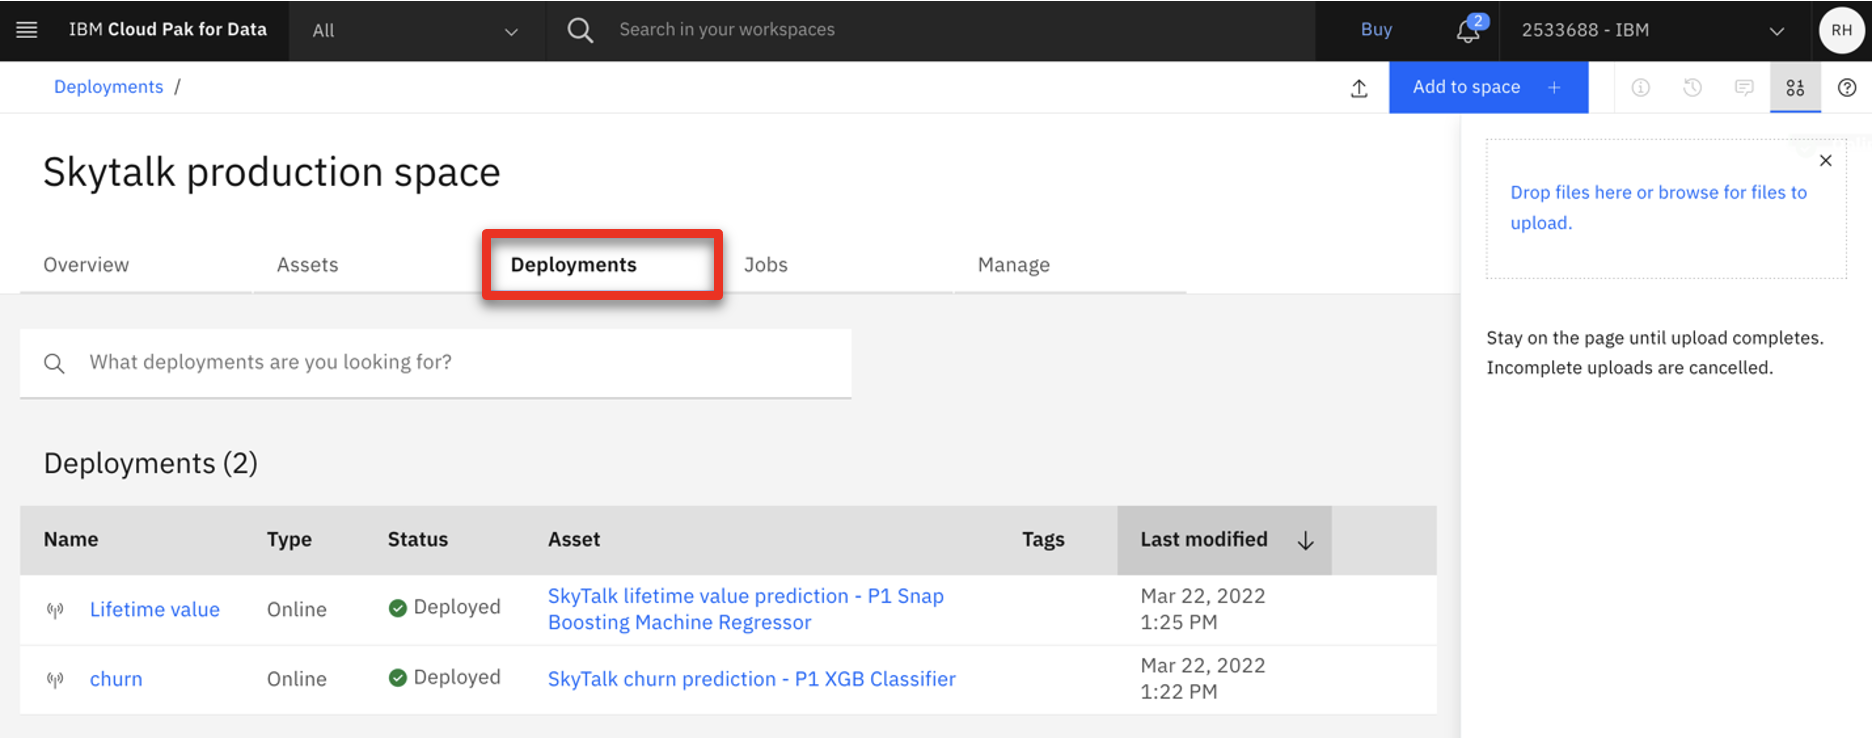 IBM Cloud Pak for Data
All
Search in your workspaces
Buy
2
2533688 - IBM
RH
Deployments /
Add to space +
Skytalk production space
Overview
Assets
Deployments
Jobs
Manage
What deployments are you looking for?
Deployments (2)
Name Type Status Asset Tags Last modified
Lifetime value Online Deployed SkyTalk lifetime value prediction - P1 Snap Mar 22, 2022
Boosting Machine Regressor 1:25 PM
churn Online Deployed SkyTalk churn prediction - P1 XGB Classifier Mar 22, 2022
1:22 PM
Drop files here or browse for files to
upload.
Stay on the page until upload completes.
Incomplete uploads are cancelled.